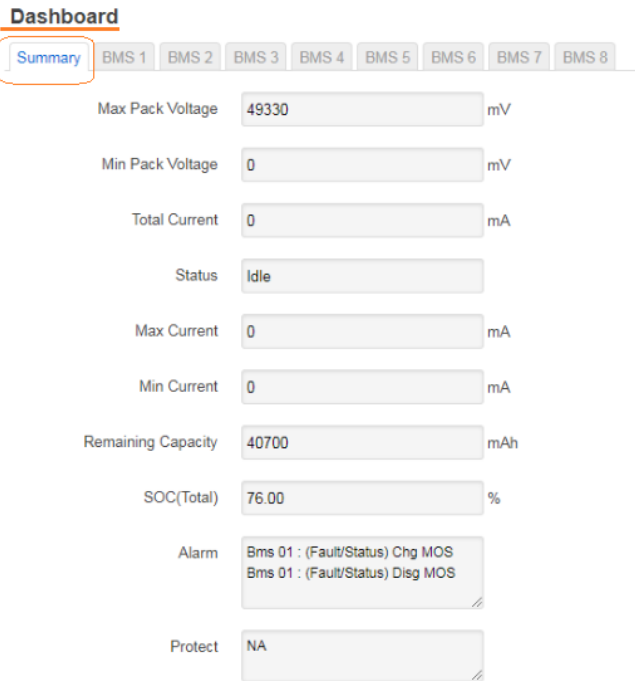 Dashboard
Summary BMS 1 BMS 2 BMS 3 BMS 4 BMS 5 BMS 6 BMS 7 BMS 8
Max Pack Voltage 49330 mV
Min Pack Voltage 0 mV
Total Current 0 mA
Status Idle
Max Current 0 mA
Min Current 0 mA
Remaining Capacity 40700 mAh
SOC(Total) 76.00 %
Alarm Bms 01 : (Fault/Status) Chg MOS
Bms 01 : (Fault/Status) Disg MOS
Protect NA